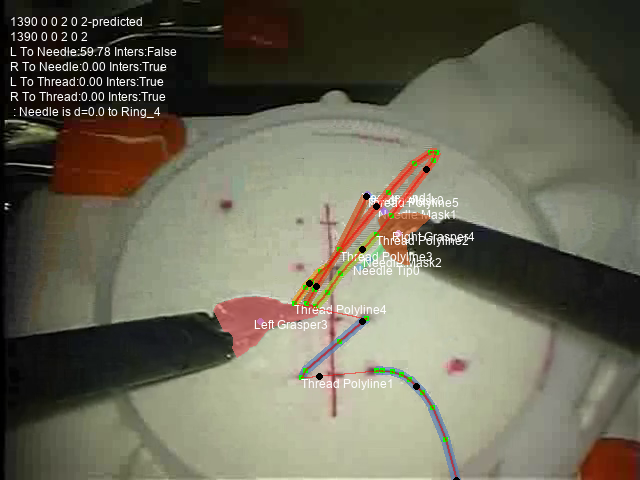 1390 0 0 2 0 2-predicted
1390 0 0 2 0 2
L To Needle:59.78 Inters:False
R To Needle:0.00 Inters:True
L To Thread:0.00 Inters:True
R To Thread:0.00 Inters:True
: Needle is d=0.0 to Ring_4
Thread Polyline5
Needle Mask1
Right Grasper4
Thread Polyline2
Thread Polyline3
Needle Mask2
Needle Tip0
Thread Polyline4
Left Grasper3
Thread Polyline1